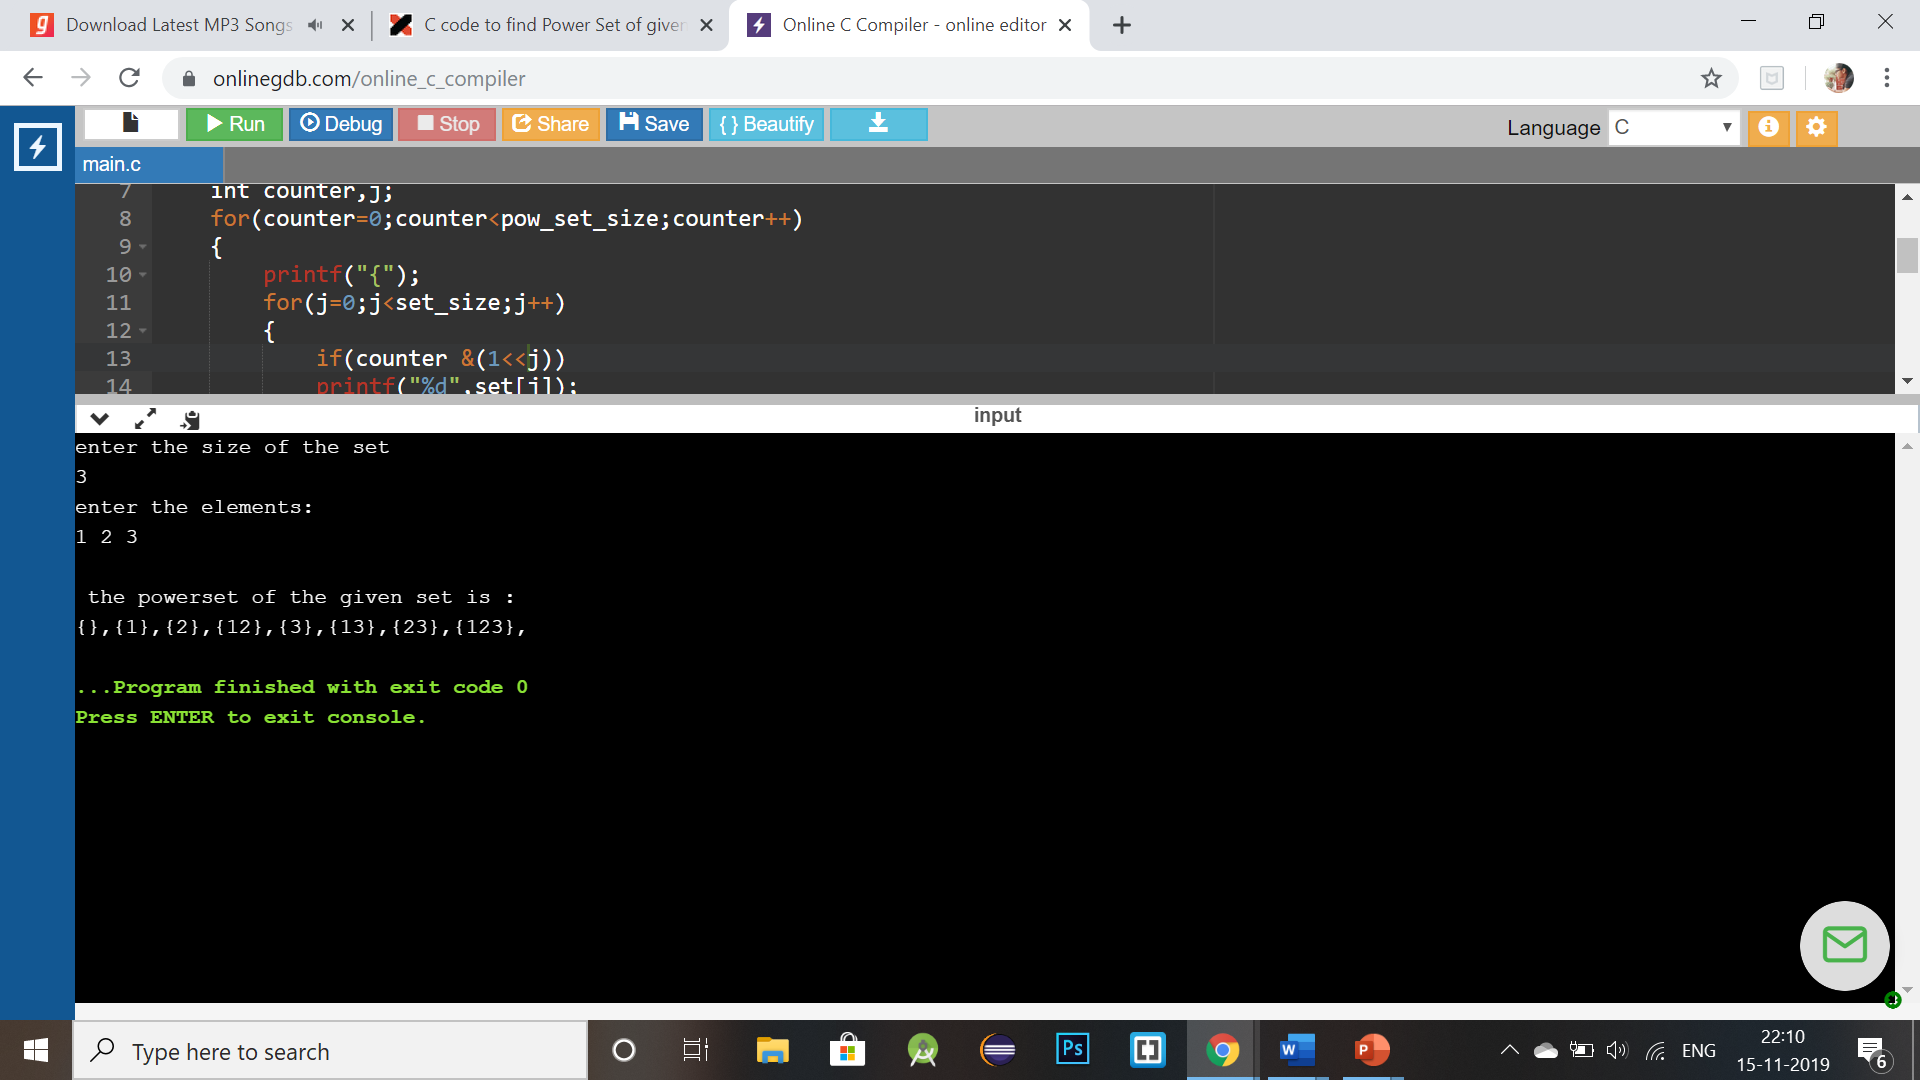 Download Latest MP3 Songs
C code to find Power Set of given
Online C Compiler - online editor
onlinegdb.com/online_c_compiler
Run
Debug
Stop
Share
Save
{ } Beautify
Language C
main.c
7 int counter,j;
8 for(counter=0;counter<pow_set_size;counter++)
9 {
10 printf("{");
11 for(j=0;j<set_size;j++)
12 {
13 if(counter &(1<<j))
14 printf("%d",set[j]);
input
enter the size of the set
3
enter the elements:
1 2 3
the powerset of the given set is :
{},{1},{2},{12},{3},{13},{23},{123},
...Program finished with exit code 0
Press ENTER to exit console.
Type here to search
Ps
W
P
ENG
22:10
15-11-2019
6